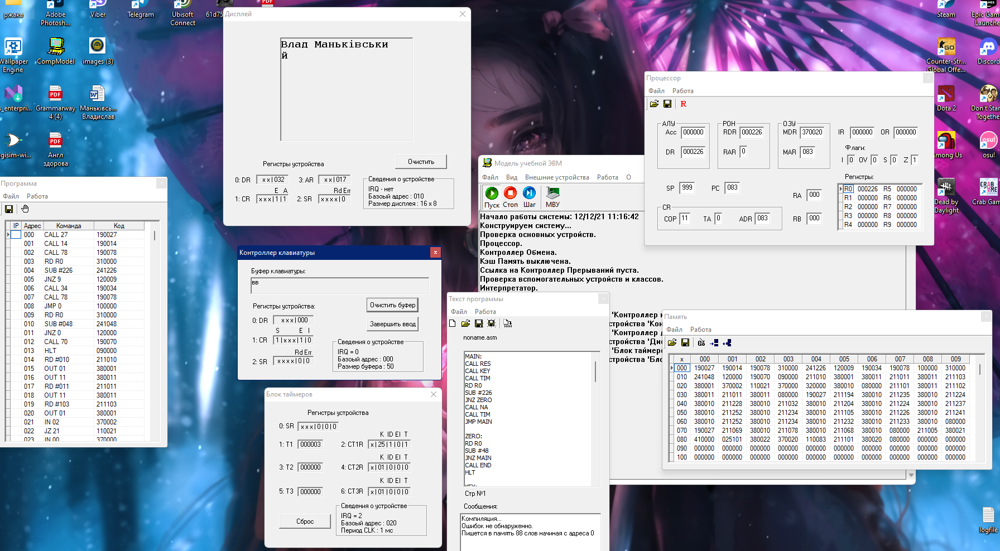 ржака
Adobe
Photosh...
Viber
Telegram
Ubisoft
Connect
61d75
Wallpaper
Engine
CompModel
images (3)
s_enterpri...
Grammarway
4 (4)
Маньківсь...
Владислав
ogisim-wi...
Англ
здорова
Steam
Epic Gam
Launche
Counter-Str...
Global Offe...
Discord
Dota 2
Don't Star
Togethe
Among Us
osu!
Dead by
Daylight
Crab Gam
logfile
Дисплей
Влад Маньківськи
й
Очистить
Регистры устройства
0: DR xx|032 3: AR xx|017
E A Rd Err
1: CR xxx|1|1 2: SR xxxx|0
Сведения о устройстве
IRQ - нет
Базоый адрес : 010
Размер дисплея : 16 x 8
Программа
Файл Работа
IP Адрес Команда Код
000 CALL 27 190027
001 CALL 14 190014
002 CALL 78 190078
003 RD R0 310000
004 SUB #226 241226
005 JNZ 9 120009
006 CALL 34 190034
007 CALL 78 190078
008 JMP 0 100000
009 RD R0 310000
010 SUB #048 241048
011 JNZ 0 120000
012 CALL 70 190070
013 HLT 090000
014 RD #010 211010
015 OUT 01 380001
016 OUT 11 380011
017 RD #011 211011
018 OUT 11 380011
019 RD #103 211103
020 OUT 01 380001
021 IN 02 370002
022 JZ 21 110021
023 IN 00 370000
Контроллер клавиатуры
Буфер клавиатуры:
вв
Регистры устройства:
Очистить буфер
0: DR xxx|000
Завершить ввод
S E I
1: CR 1|xxx|1|0
Rd Err
2: SR xxxx|0|0
Сведения о устройстве
IRQ = 0
Базоый адрес : 000
Размер буфера : 50
Блок таймеров
Регистры устройства
0: SR xxx|0|0|0
K ID EI T
1: T1 000003 2: CT1R x|25|1|0|1
K ID EI T
3: T2 000000 4: CT2R x|01|0|0|0
K ID EI T
5: T3 000000 6: CT3R x|01|0|0|0
Сброс
Сведения о устройстве
IRQ = 2
Базоый адрес : 020
Период CLK : 1 мс
Модель учебной ЭВМ
Файл Вид Внешние устройства Работа О
Пуск Стоп Шаг МВУ
Начало работы системы: 12/12/21 11:16:42
Конструируем систему...
Проверка основных устройств.
Процессор.
Контроллер Обмена.
Кэш Память выключена.
Ссылка на Контроллер Прерываний пуста.
Проверка вспомогательных устройств и классов.
Интерпретатор.
'Контроллер к
стройства 'Кон
'Контроллер д
стройства 'Дис
'Блок таймеро
стройства 'Бло
Текст программы
Файл Работа
noname.asm
MAIN:
CALL RES
CALL KEY
CALL TIM
RD R0
SUB #226
JNZ ZERO
CALL NA
CALL TIM
JMP MAIN
ZERO:
RD R0
SUB #48
JNZ MAIN
CALL END
HLT
KEY:
Стр №1
Сообщения:
Компиляция...
Ошибок не обнаруженно.
Пишется в память 88 слов начиная с адреса 0
Процессор
Файл Работа
R
АЛУ РОН ОЗУ
Acc 000000 RDR 000226 MDR 370020 IR 000000 OR 000000
DR 000226 RAR 0 MAR 083
Флаги:
I 0 OV 0 S 0 Z 1
Регистры:
SP 999 PC 083
RA 000
CR
COP 11 TA 0 ADR 083 RB 000
R0 000226 R5 000000
R1 000000 R6 000000
R2 000000 R7 000000
R3 000000 R8 000000
R4 000000 R9 000000
Память
Файл Работа
x 000 001 002 003 004 005 006 007 008 009
000 190027 190014 190078 310000 241226 120009 190034 190078 100000 310000
010 241048 120000 190070 090000 211010 380001 380011 211011 380011 211103
020 380001 370002 110021 370000 320000 380010 080000 211101 380011 211102
030 380011 211011 380011 080000 190027 211194 380010 211235 380010 211224
040 380010 211228 380010 211032 380010 211204 380010 211224 380010 211237
050 380010 211252 380010 211234 380010 211105 380010 211226 380010 211241
060 380010 211252 380010 211234 380010 211232 380010 211233 380010 080000
070 190027 211069 380010 211078 380010 211068 380010 080000 211005 380021
080 410000 025101 380022 370020 110083 211101 380020 080000 000000 000000
090 000000 000000 000000 000000 000000 000000 000000 000000 000000 000000
100 000000 000000 000000 000000 000000 000000 000000 000000 000000 000000